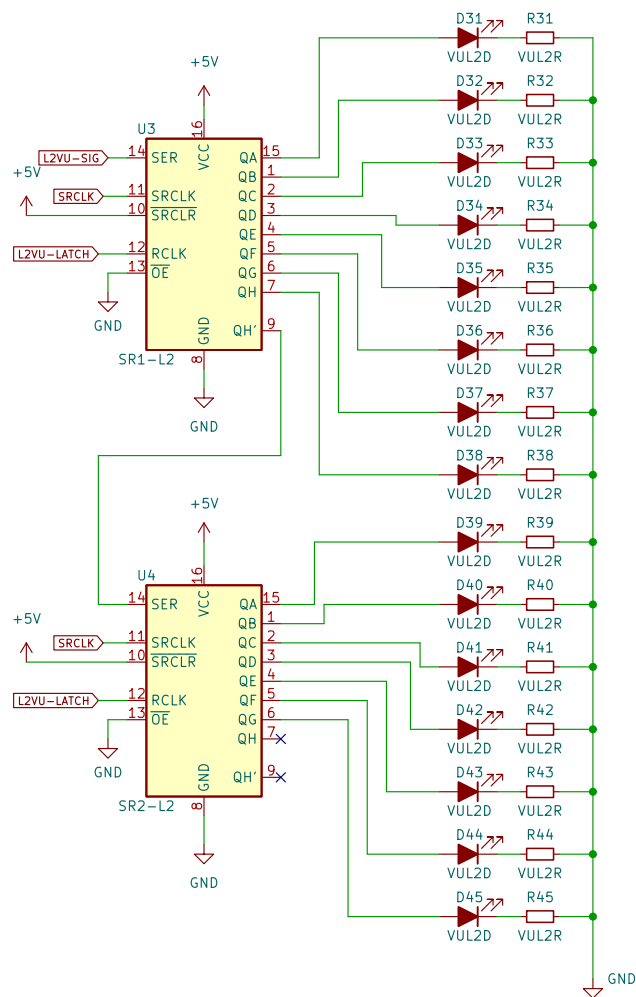 D31 R31
VUL2D VUL2R
+5V
D32 R32
VUL2D VUL2R
U3
16
VCC
L2VU-SIG 14 SER QA 15
D33 R33
VUL2D VUL2R
+5V
QB 1
SRCLK 11 SRCLK QC 2
10 SRCLR QD 3
D34 R34
VUL2D VUL2R
QE 4
L2VU-LATCH 12 RCLK QF 5
13 OE QG 6
D35 R35
VUL2D VUL2R
QH 7
GND
GND
QH' 9
D36 R36
VUL2D VUL2R
SR1-L2
8
GND
D37 R37
VUL2D VUL2R
D38 R38
VUL2D VUL2R
+5V
D39 R39
VUL2D VUL2R
U4
16
VCC
D40 R40
14 SER QA 15
VUL2D VUL2R
+5V
QB 1
SRCLK 11 SRCLK QC 2
D41 R41
10 SRCLR QD 3
VUL2D VUL2R
QE 4
L2VU-LATCH 12 RCLK QF 5
D42 R42
13 OE QG 6
VUL2D VUL2R
QH 7
GND
GND
QH' 9
D43 R43
VUL2D VUL2R
SR2-L2
8
D44 R44
VUL2D VUL2R
GND
D45 R45
VUL2D VUL2R
GND